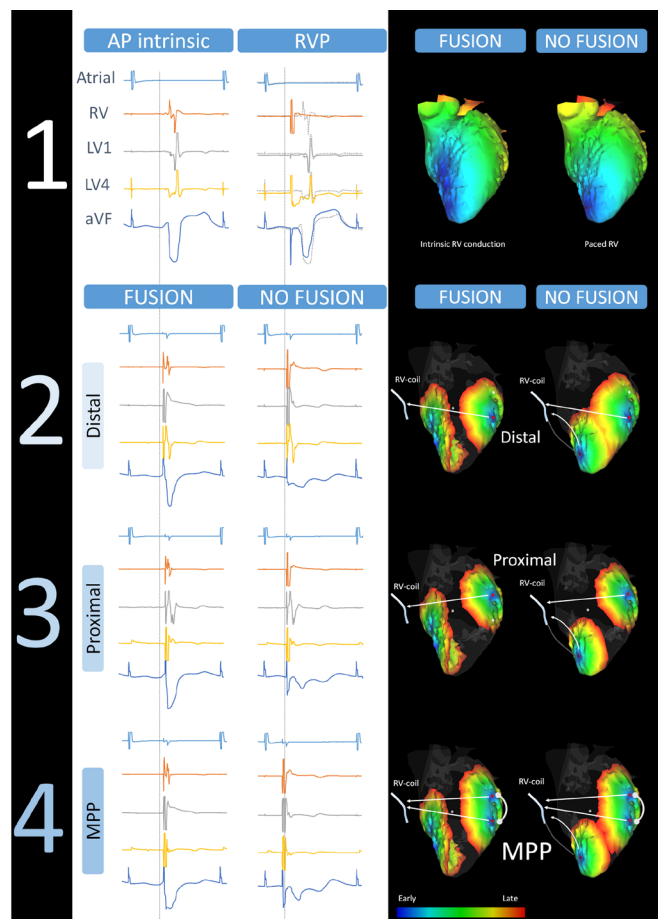 AP intrinsic
RVP
FUSION
NO FUSION
1
Atrial
RV
LV1
LV4
aVF
Intrinsic RV conduction
Paced RV
FUSION
NO FUSION
FUSION
NO FUSION
2
Distal
RV-coil
RV-coil
Distal
3
Proximal
Proximal
RV-coil
RV-coil
4
MPP
RV-coil
RV-coil
MPP
Early
Late